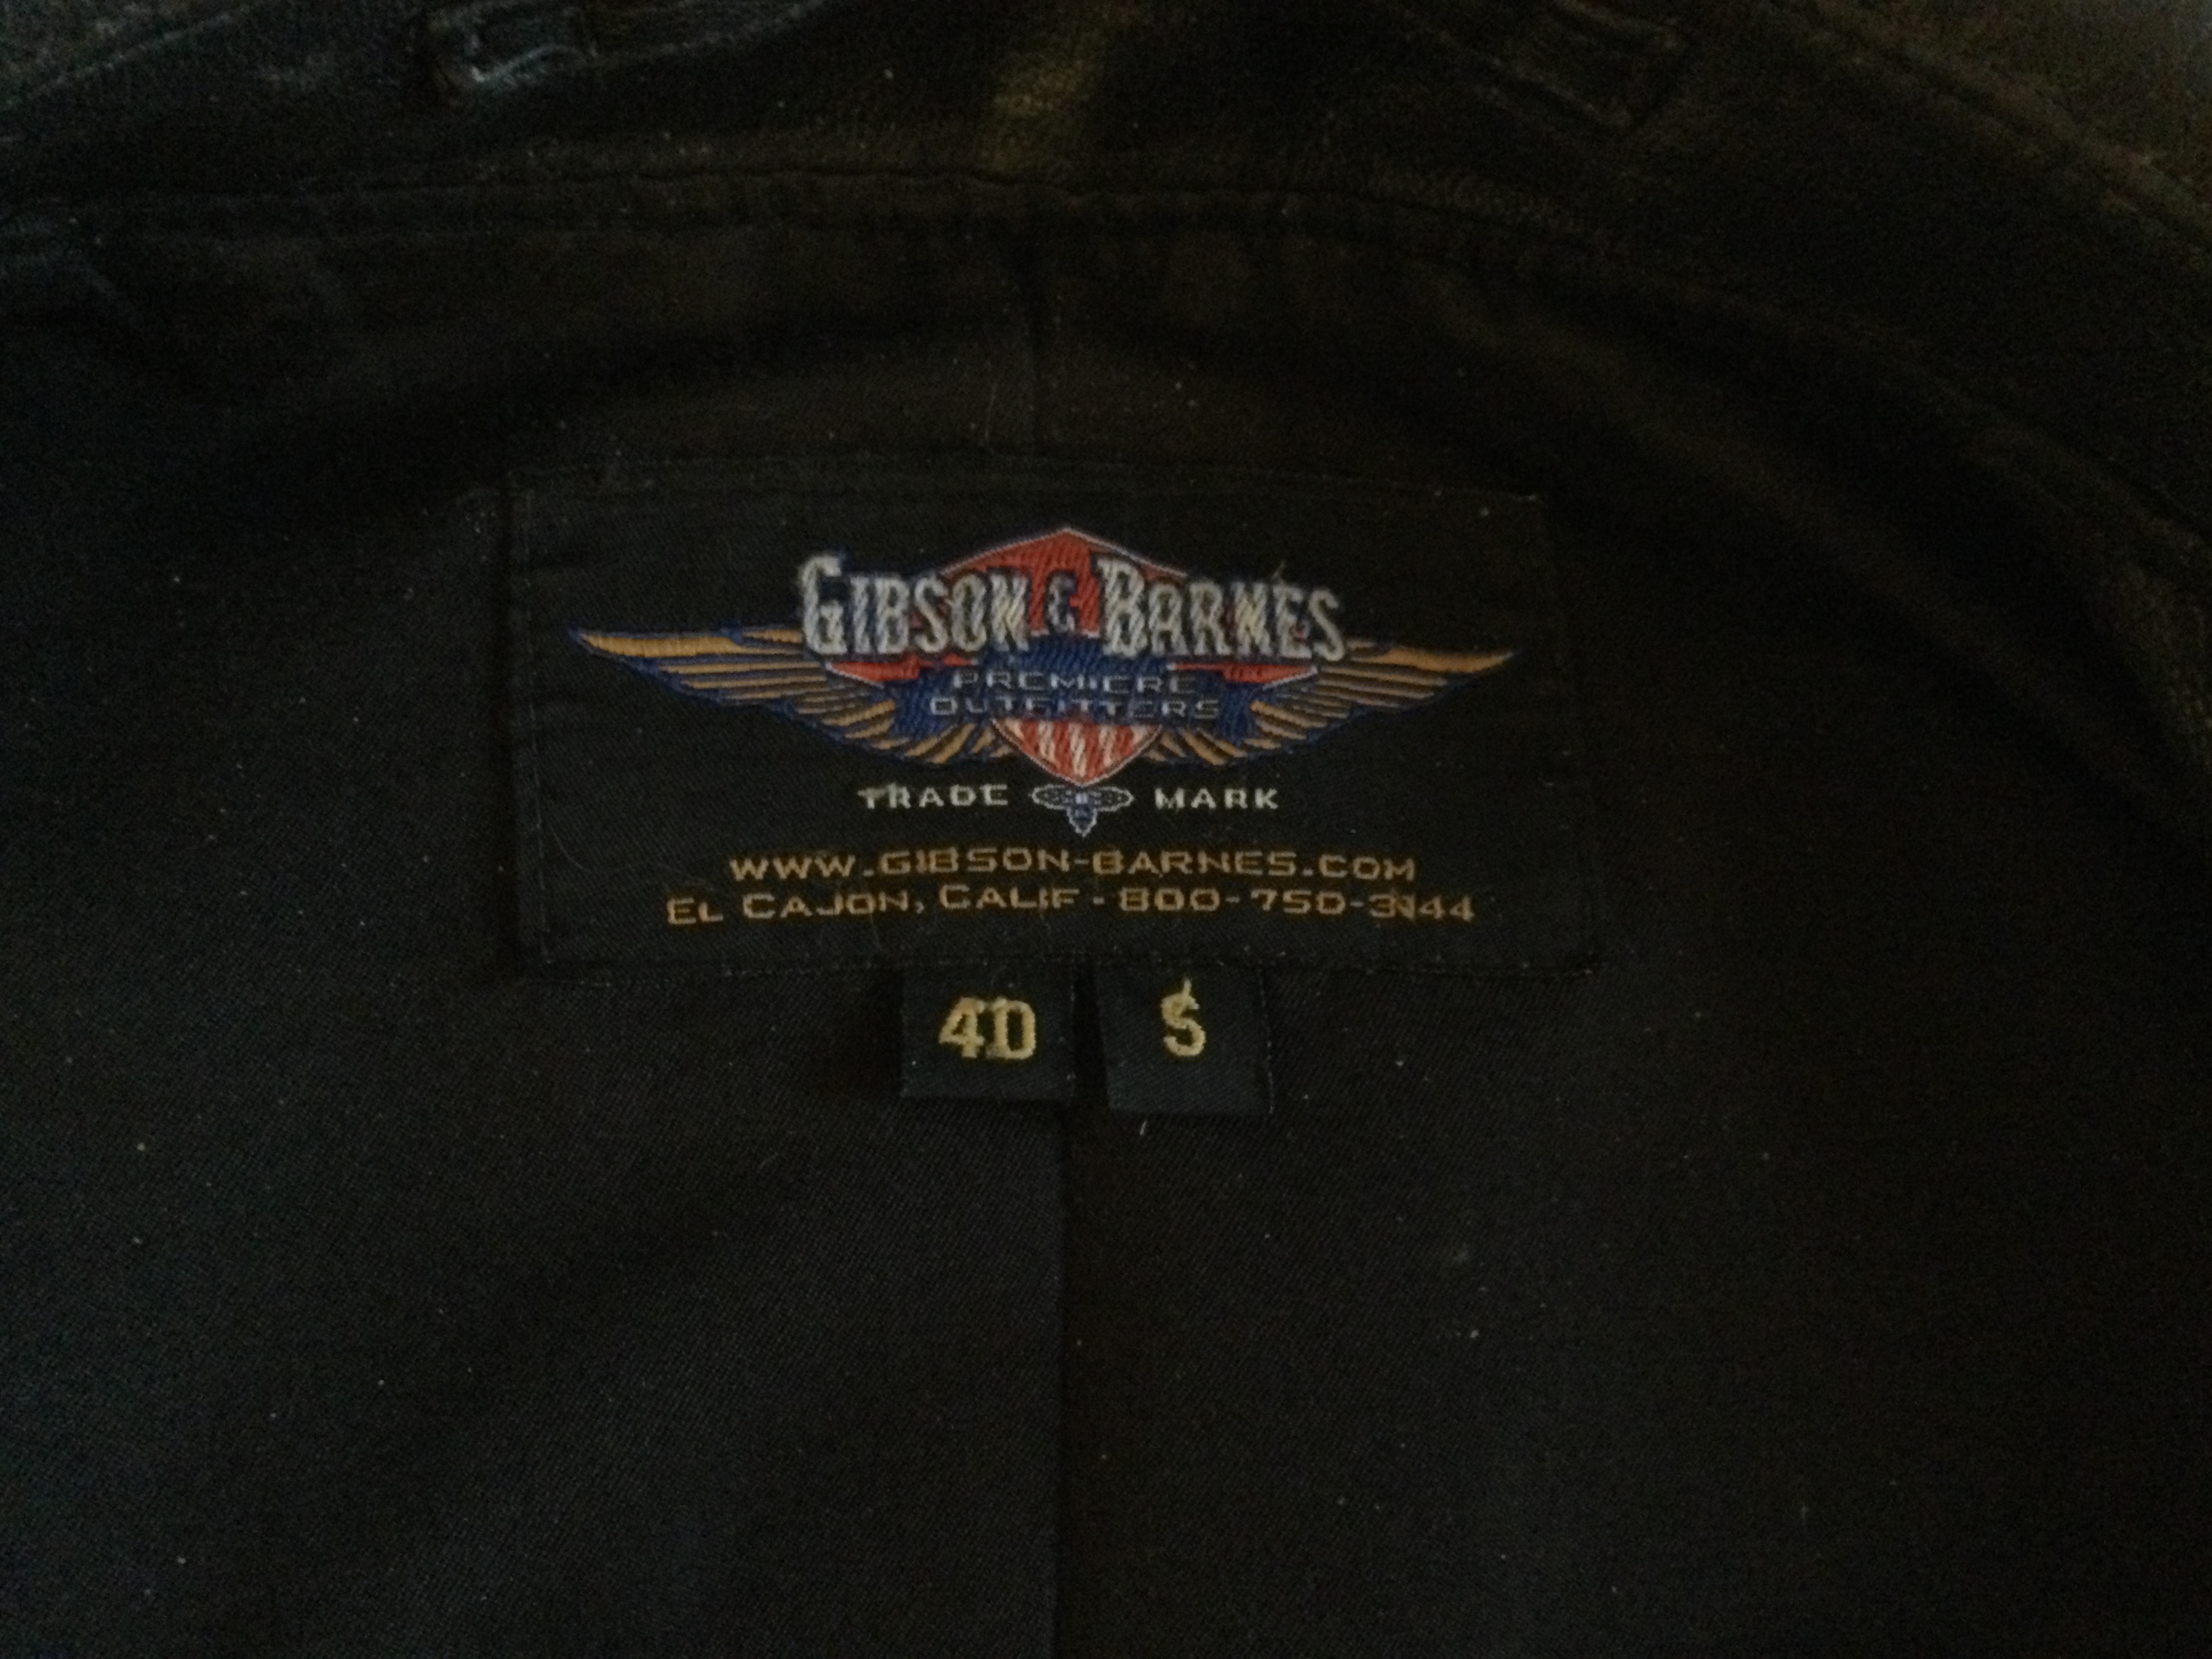 GIBSON & BARNES
PREMIERE
OUTFITTERS
TRADE MARK
WWW.GIBSON-BARNES.COM
EL CAJON, CALIF - 800-750-3144
40 S